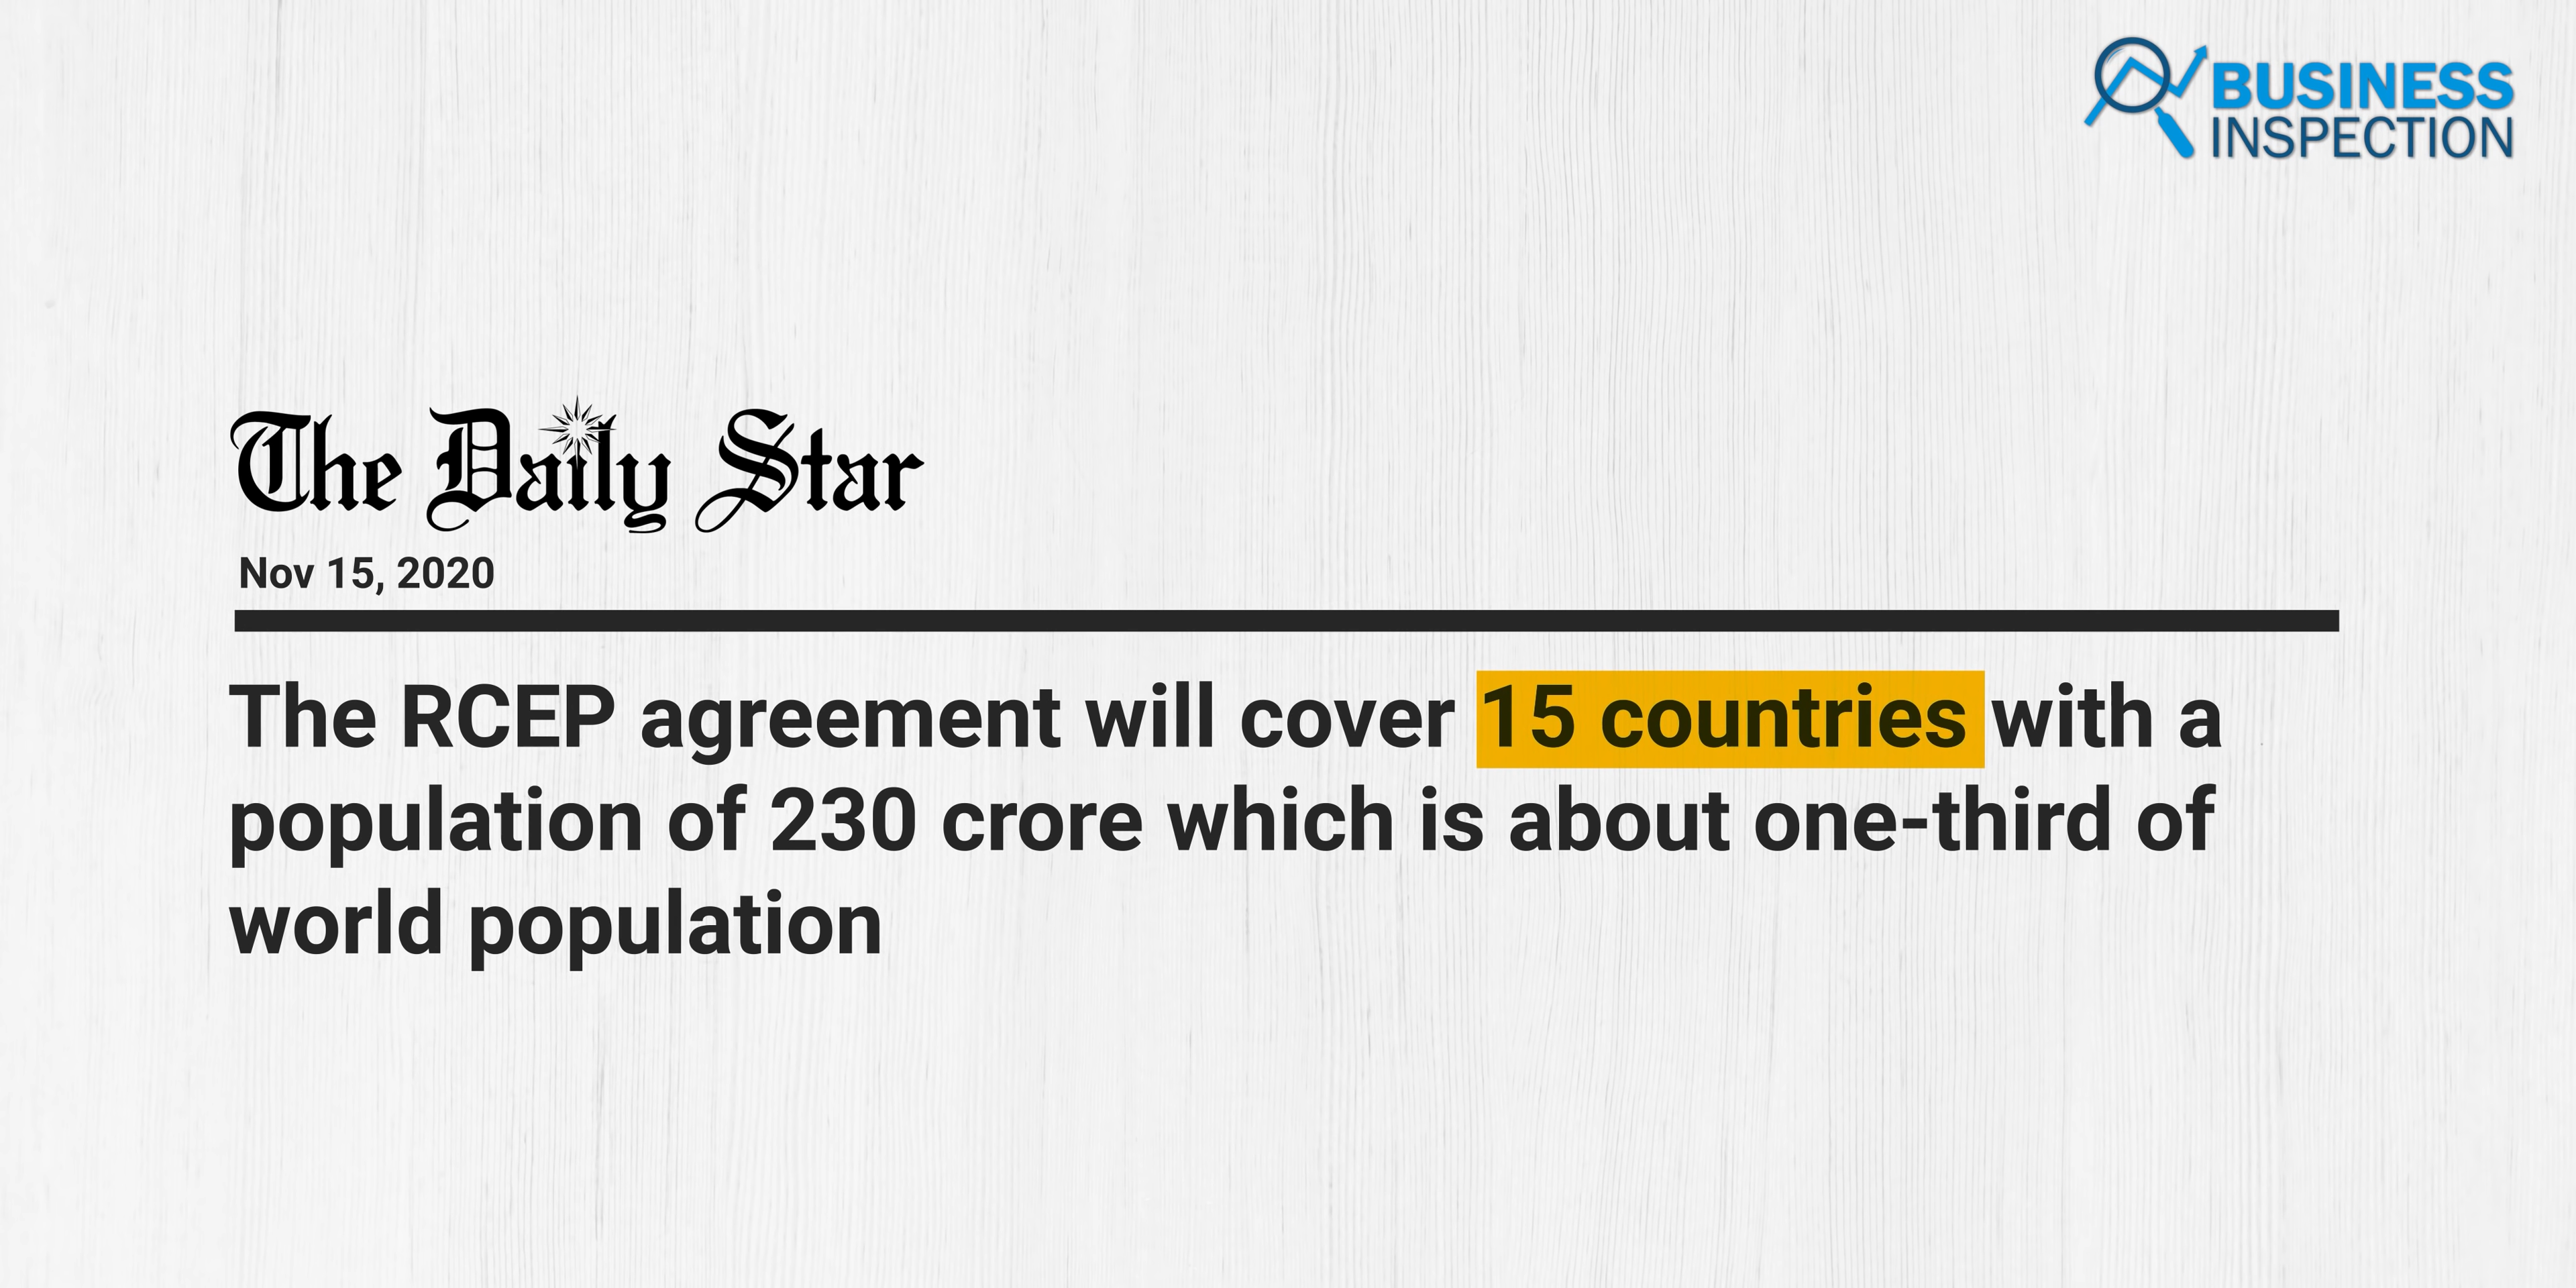 BUSINESS
INSPECTION
The Daily Star
Nov 15, 2020
The RCEP agreement will cover 15 countries with a
population of 230 crore which is about one-third of
world population